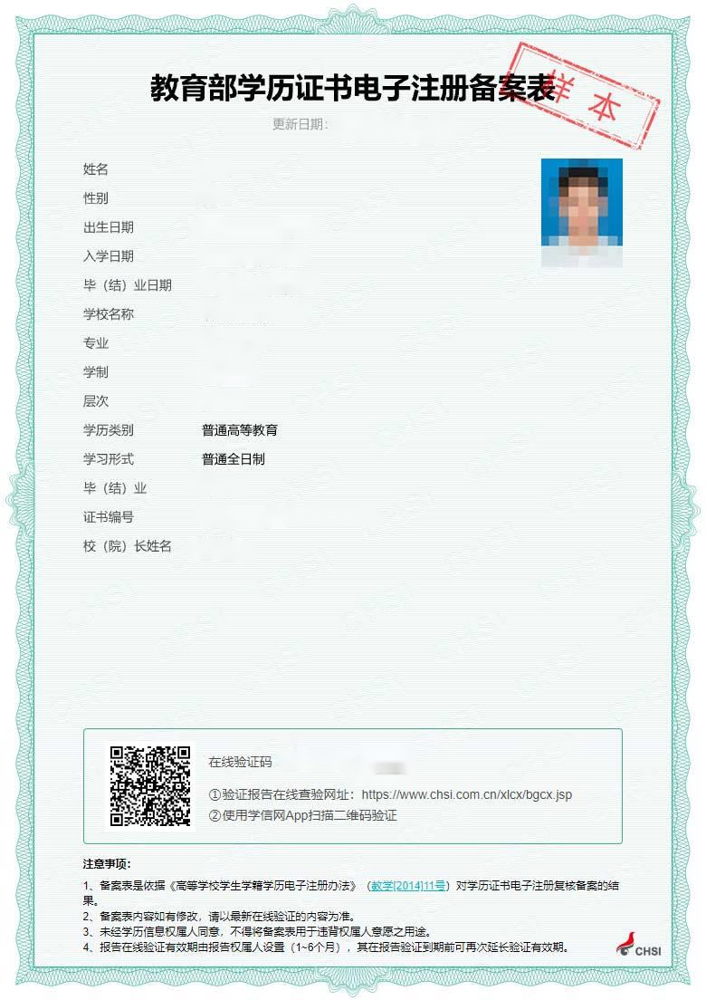 教育部学历证书电子注册备案表
样本
更新日期：
姓名
性别
出生日期
入学日期
毕（结）业日期
学校名称
专业
学制
层次
学历类别 普通高等教育
学习形式 普通全日制
毕（结）业
证书编号
校（院）长姓名
在线验证码
①验证报告在线查验网址：https://www.chsi.com.cn/xlcx/bgcx.jsp
②使用学信网App扫描二维码验证
注意事项：
1、备案表是依据《高等学校学生学籍学历电子注册办法》（教学[2014]11号）对学历证书电子注册复核备案的结
果。
2、备案表内容如有修改，请以最新在线验证的内容为准。
3、未经学历信息权属人同意，不得将备案表用于违背权属人意愿之用途。
4、报告在线验证有效期由报告权属人设置（1~6个月），其在报告验证到期前可再次延长验证有效期。
CHSI